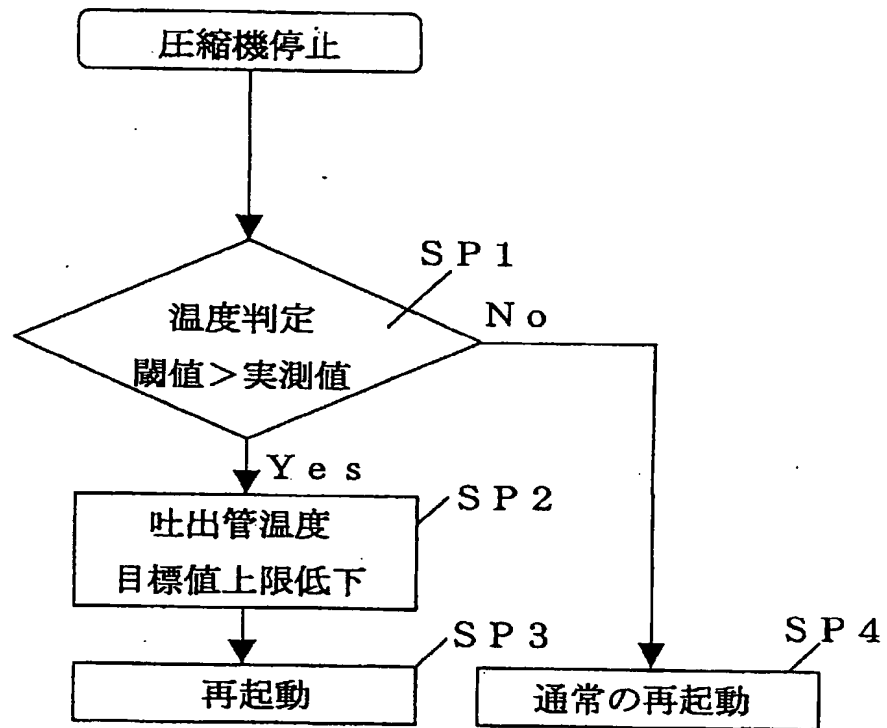 圧縮機停止
SP1
温度判定
閾値>実測値
No
Yes
SP2
吐出管温度
目標値上限低下
SP3
再起動
SP4
通常の再起動